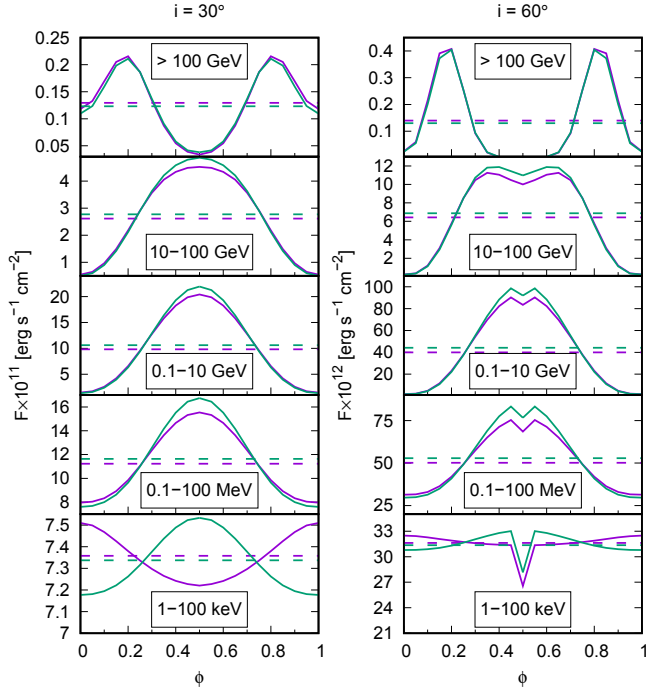 i = 30° i = 60°
F×10¹¹ [erg s⁻¹ cm⁻²]
0.25
0.2
0.15
0.1
0.05
> 100 GeV
4
3
2
1
10−100 GeV
20
15
10
5
0.1−10 GeV
16
14
12
10
8
0.1−100 MeV
7.5
7.4
7.3
7.2
7.1
7
1−100 keV
0 0.2 0.4 0.6 0.8 1
ϕ
F×10¹² [erg s⁻¹ cm⁻²]
0.4
0.3
0.2
0.1
> 100 GeV
12
10
8
6
4
2
10−100 GeV
100
80
60
40
20
0.1−10 GeV
75
50
25
0.1−100 MeV
33
30
27
24
21
1−100 keV
0 0.2 0.4 0.6 0.8 1
ϕ